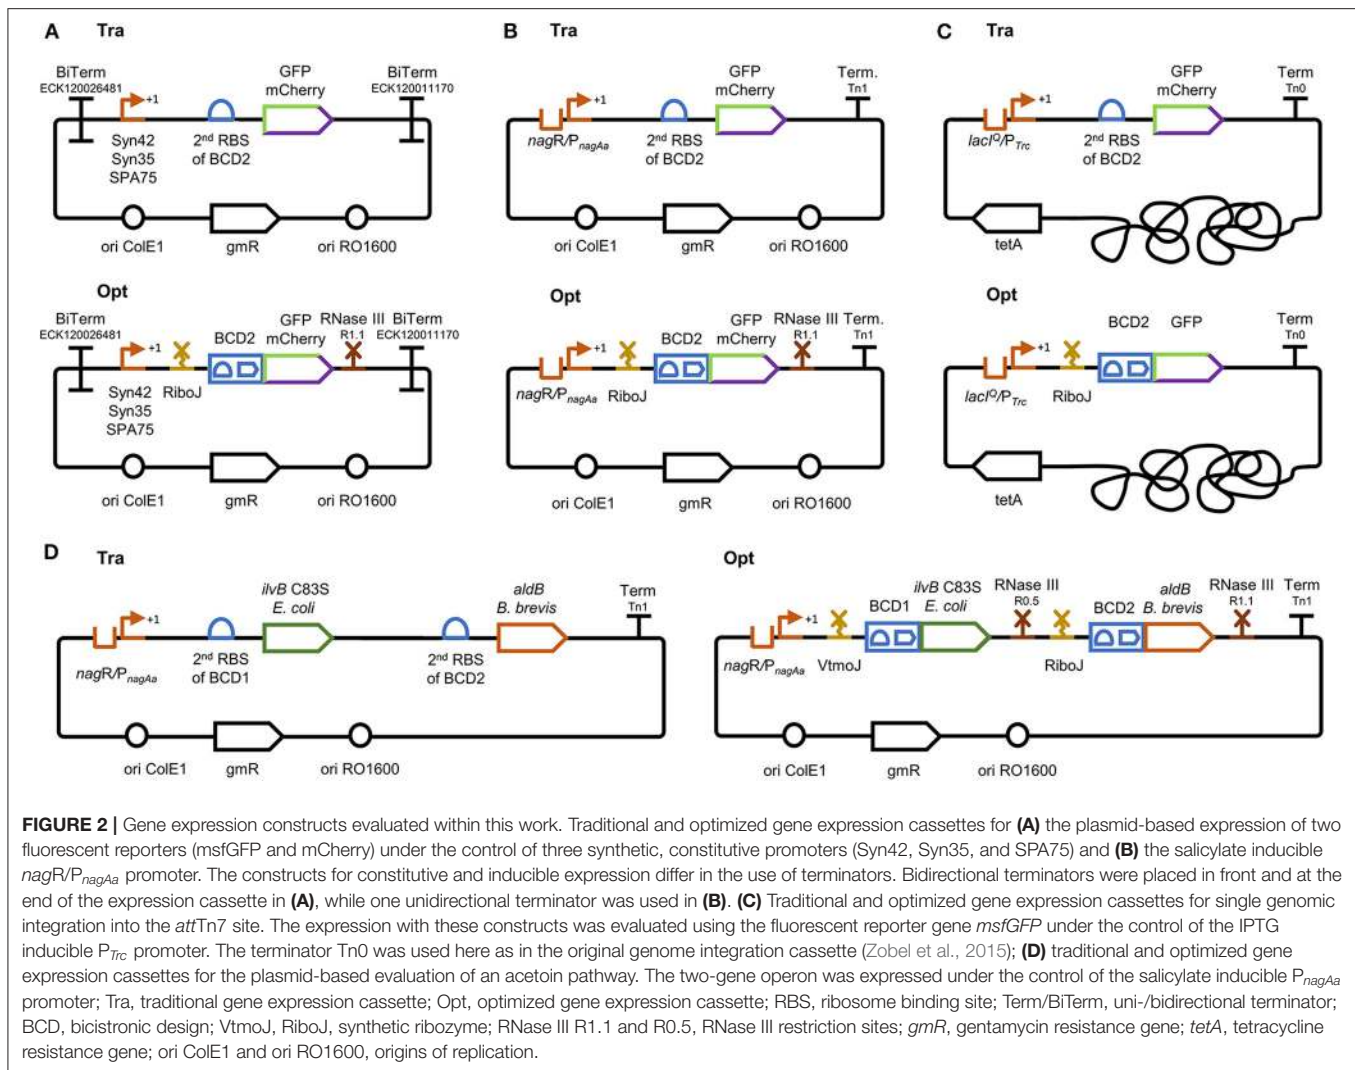 A
Tra
BiTerm
ECK120026481
+1
GFP
mCherry
BiTerm
ECK120011170
Syn42
Syn35
SPA75
2nd RBS
of BCD2
ori ColE1
gmR
ori RO1600
Opt
BiTerm
ECK120026481
+1
BCD2
GFP
mCherry
RNase III
R1.1
BiTerm
ECK120011170
Syn42
Syn35
SPA75
RiboJ
ori ColE1
gmR
ori RO1600
B
Tra
+1
GFP
mCherry
Term.
Tn1
nagR/PnagAa
2nd RBS
of BCD2
ori ColE1
gmR
ori RO1600
Opt
+1
BCD2
GFP
mCherry
RNase III
R1.1
Term.
Tn1
nagR/PnagAa
RiboJ
ori ColE1
gmR
ori RO1600
C
Tra
+1
GFP
mCherry
Term
Tn0
lacIQ/PTrc
2nd RBS
of BCD2
tetA
Opt
+1
BCD2
GFP
Term
Tn0
lacIQ/PTrc
RiboJ
tetA
D
Tra
+1
ilvB C83S
E. coli
aldB
B. brevis
Term
Tn1
nagR/PnagAa
2nd RBS
of BCD1
2nd RBS
of BCD2
ori ColE1
gmR
ori RO1600
Opt
+1
BCD1
ilvB C83S
E. coli
RNase III
R0.5
BCD2
aldB
B. brevis
RNase III
R1.1
Term
Tn1
nagR/PnagAa
VtmoJ
RiboJ
ori ColE1
gmR
ori RO1600
FIGURE 2 | Gene expression constructs evaluated within this work. Traditional and optimized gene expression cassettes for (A) the plasmid-based expression of two
fluorescent reporters (msfGFP and mCherry) under the control of three synthetic, constitutive promoters (Syn42, Syn35, and SPA75) and (B) the salicylate inducible
nagR/PnagAa promoter. The constructs for constitutive and inducible expression differ in the use of terminators. Bidirectional terminators were placed in front and at the
end of the expression cassette in (A), while one unidirectional terminator was used in (B). (C) Traditional and optimized gene expression cassettes for single genomic
integration into the attTn7 site. The expression with these constructs was evaluated using the fluorescent reporter gene msfGFP under the control of the IPTG
inducible PTrc promoter. The terminator Tn0 was used here as in the original genome integration cassette (Zobel et al., 2015); (D) traditional and optimized gene
expression cassettes for the plasmid-based evaluation of an acetoin pathway. The two-gene operon was expressed under the control of the salicylate inducible PnagAa
promoter; Tra, traditional gene expression cassette; Opt, optimized gene expression cassette; RBS, ribosome binding site; Term/BiTerm, uni-/bidirectional terminator;
BCD, bicistronic design; VtmoJ, RiboJ, synthetic ribozyme; RNase III R1.1 and R0.5, RNase III restriction sites; gmR, gentamycin resistance gene; tetA, tetracycline
resistance gene; ori ColE1 and ori RO1600, origins of replication.